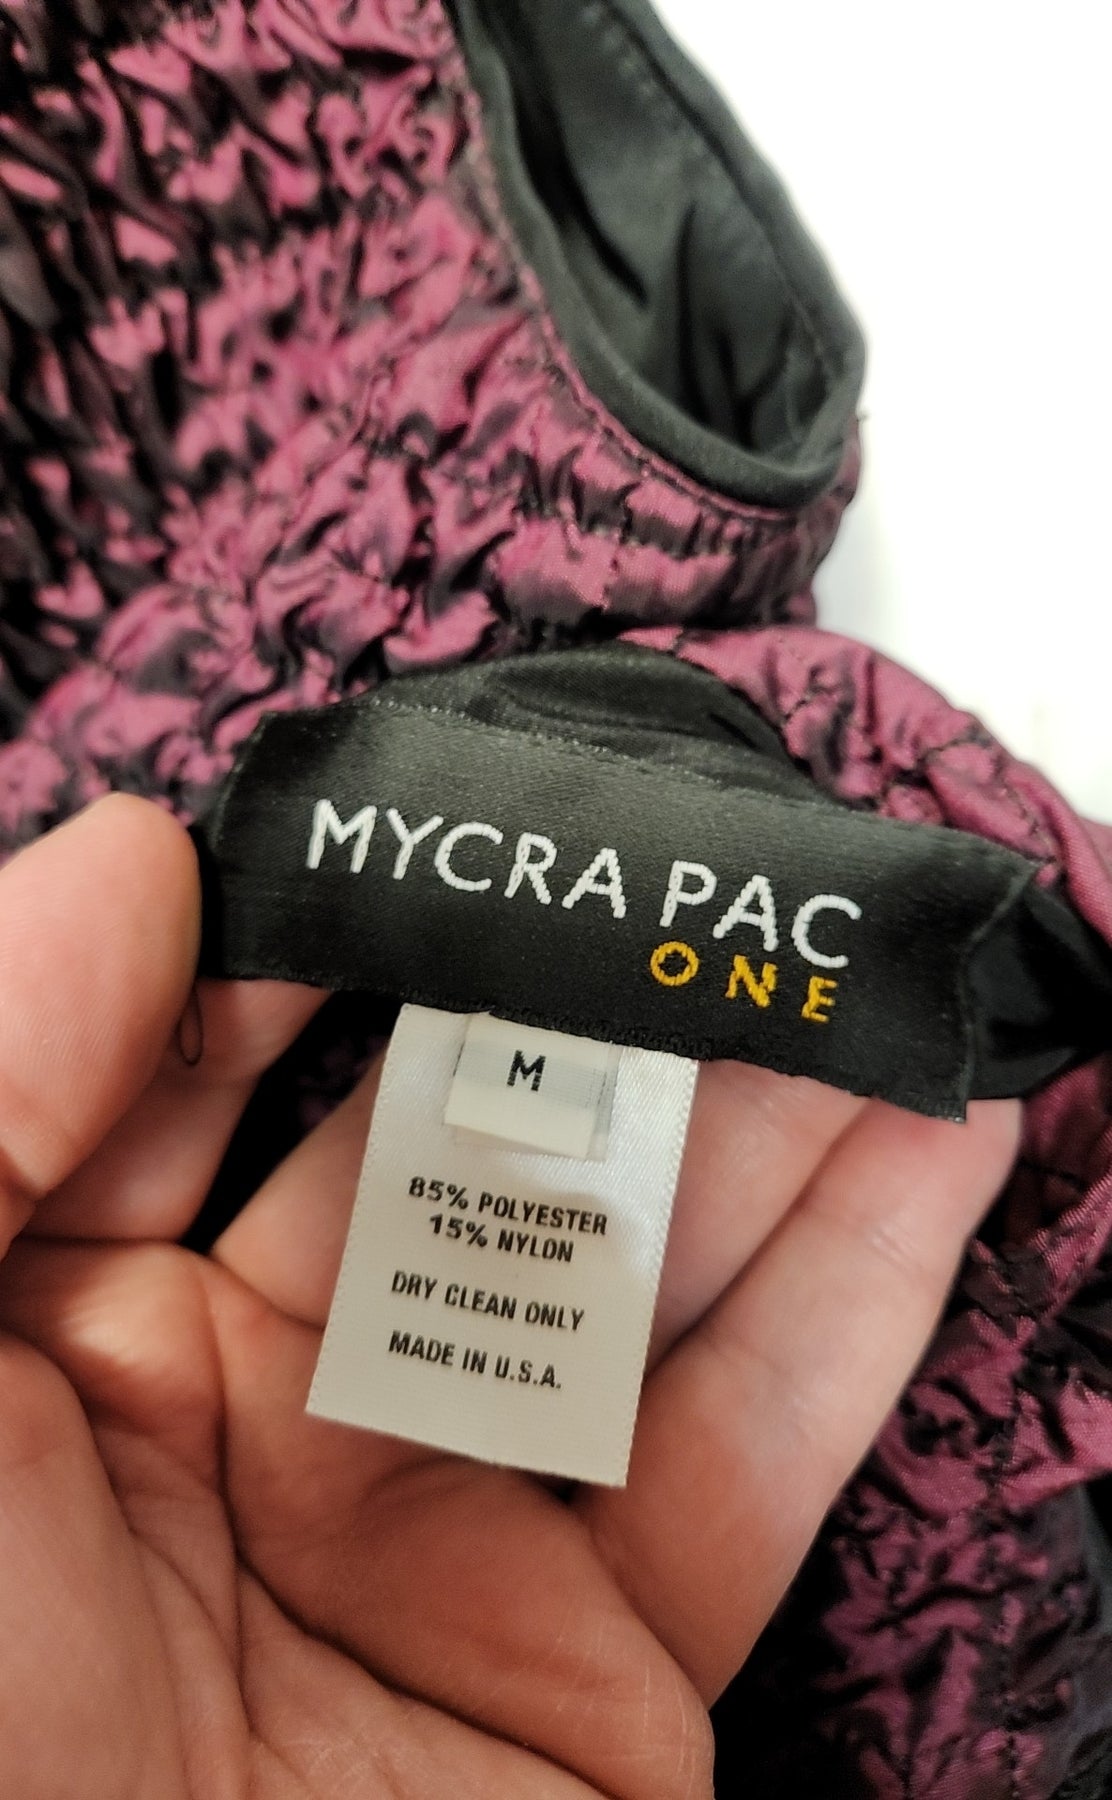 MYCRA PAC
ONE
M
85% POLYESTER
15% NYLON
DRY CLEAN ONLY
MADE IN U.S.A.